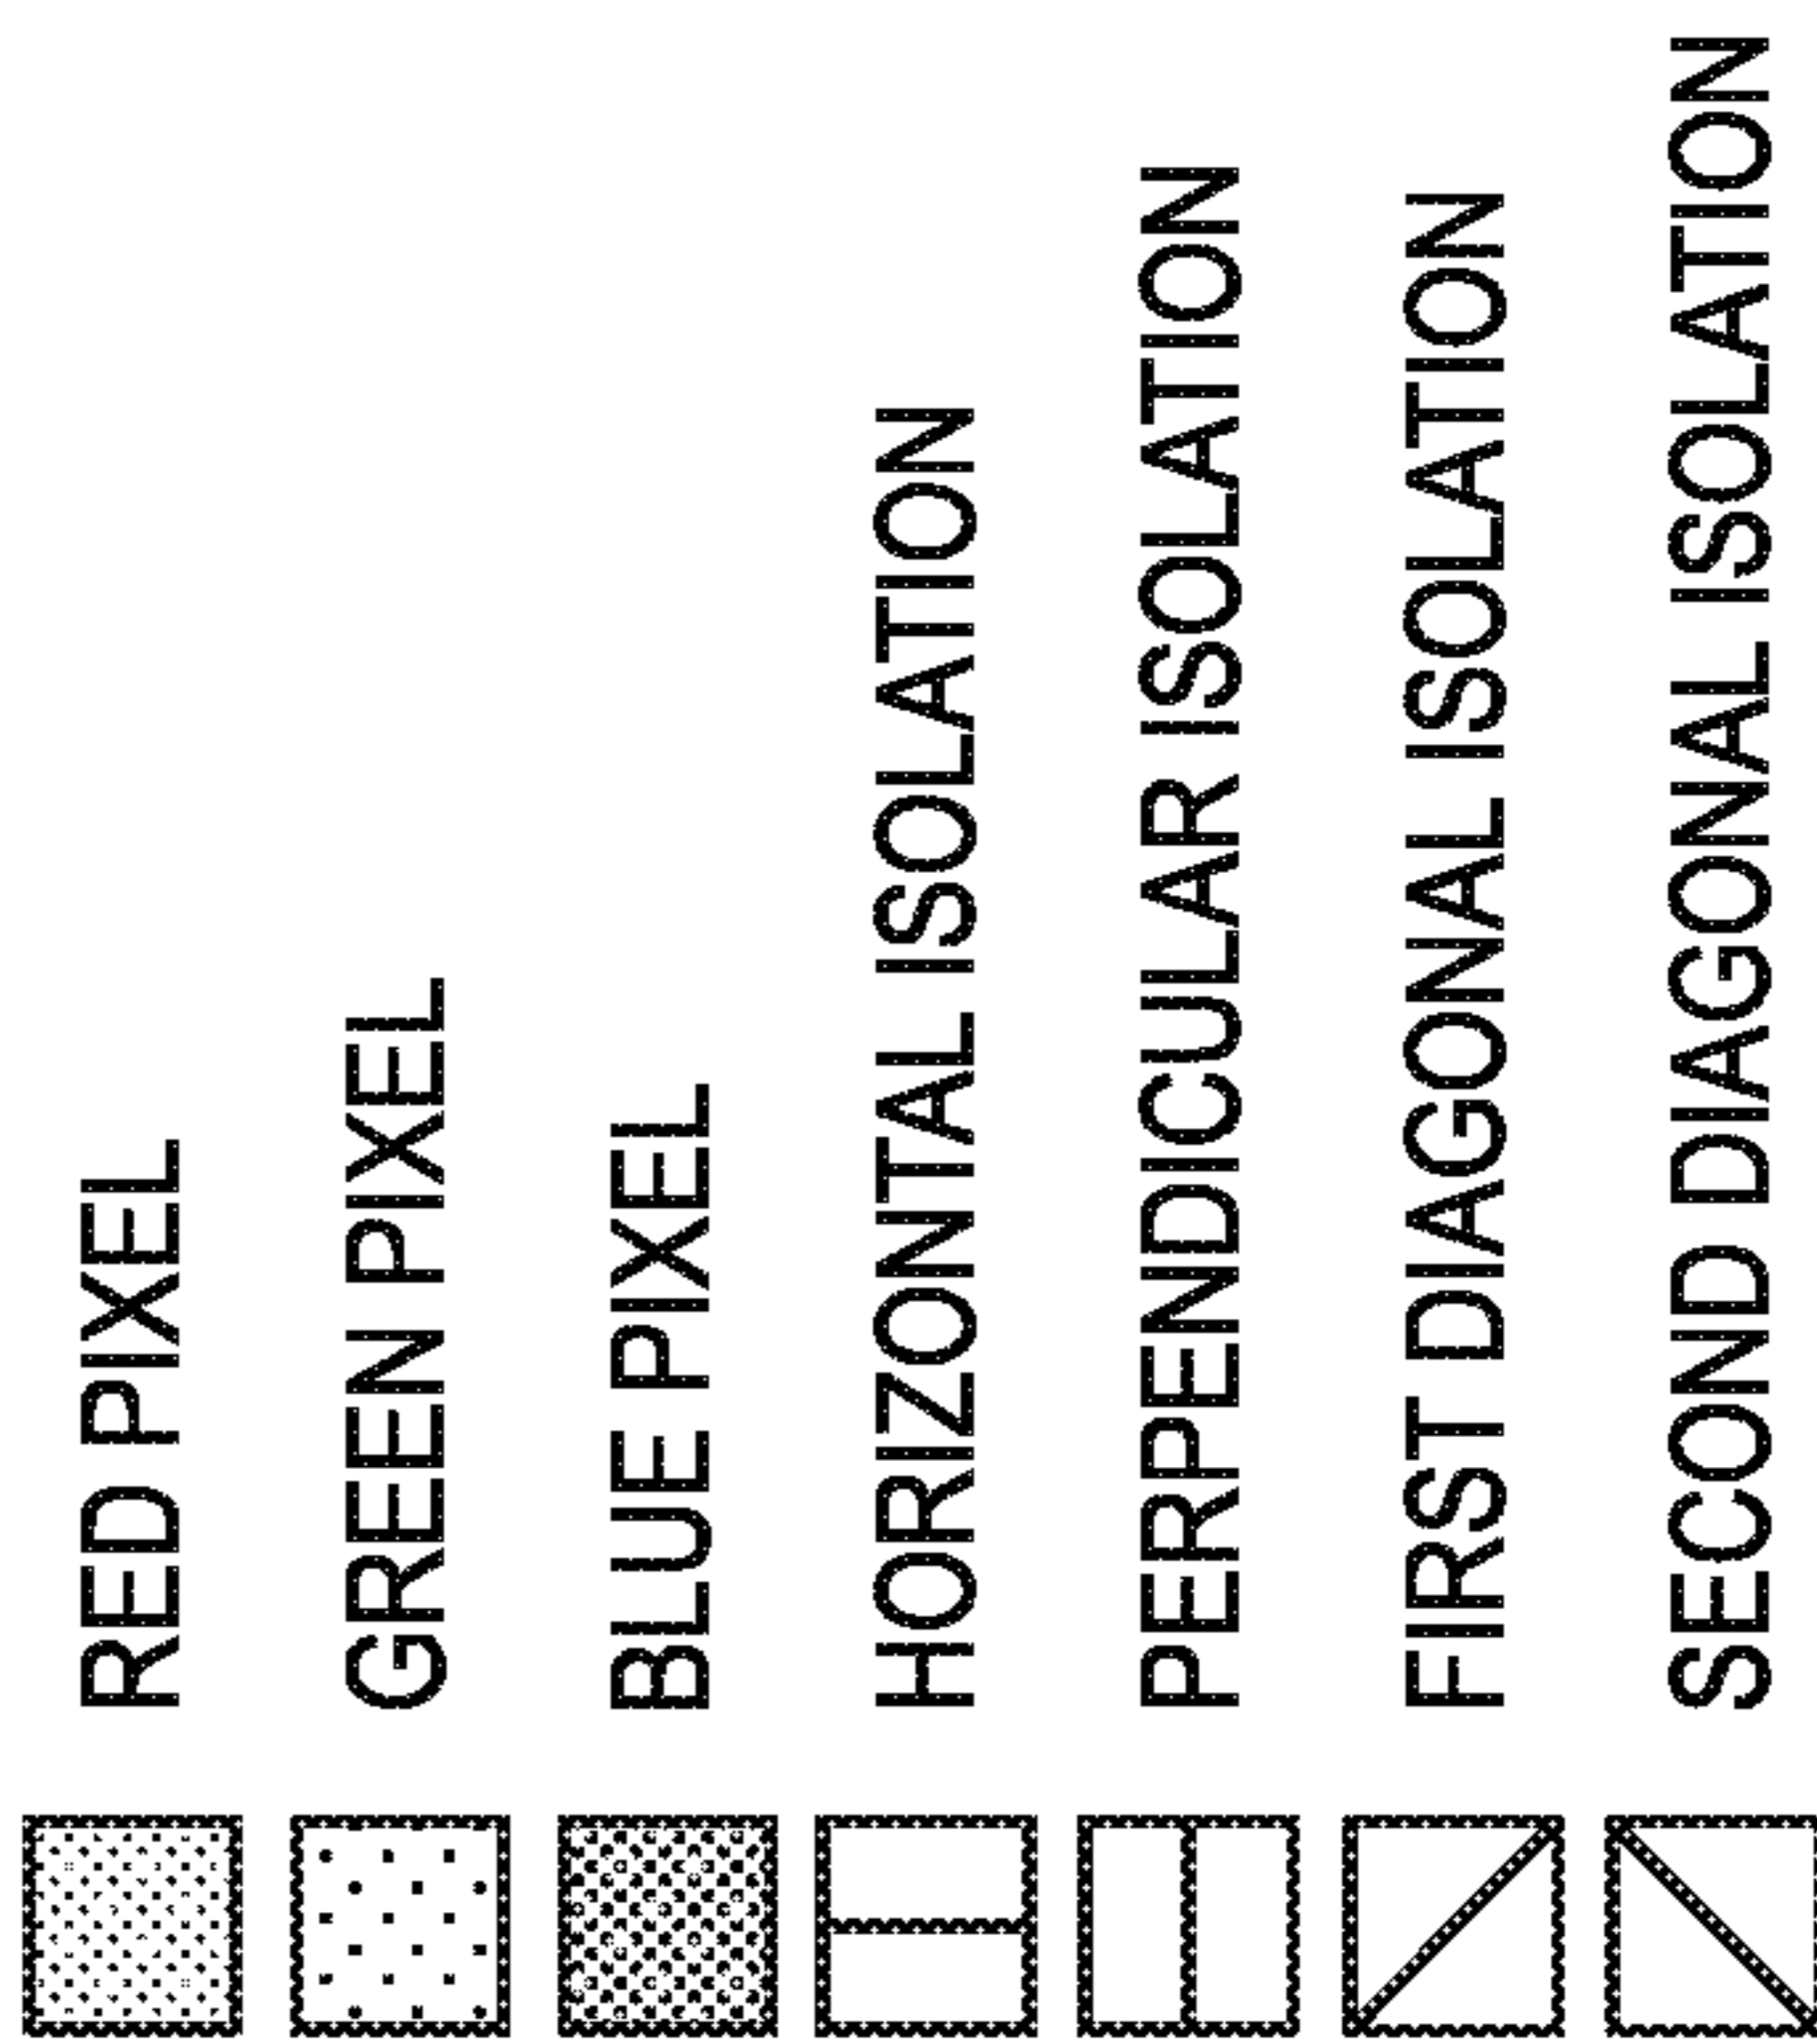 RED PIXEL
GREEN PIXEL
BLUE PIXEL
HORIZONTAL ISOLATION
PERPENDICULAR ISOLATION
FIRST DIAGONAL ISOLATION
SECOND DIAGONAL ISOLATION